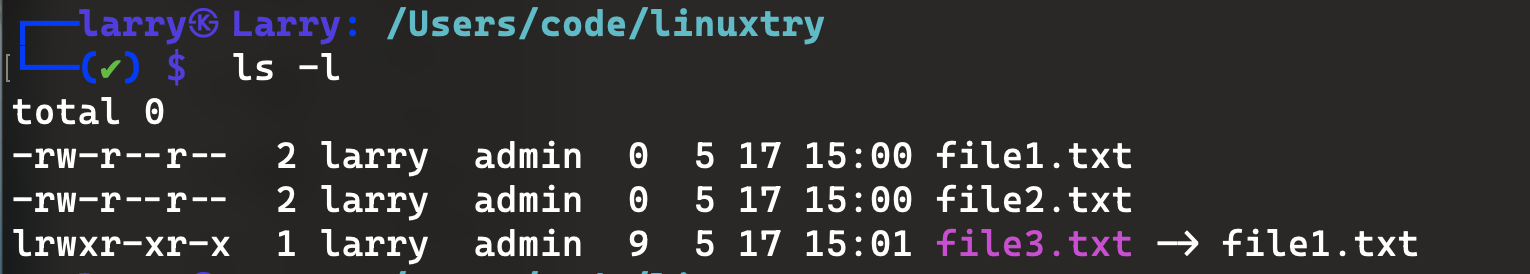 ┌──larry㉿Larry: /Users/code/linuxtry
└──(✔) $  ls -l
total 0
-rw-r--r--  2 larry  admin  0  5 17 15:00 file1.txt
-rw-r--r--  2 larry  admin  0  5 17 15:00 file2.txt
lrwxr-xr-x  1 larry  admin  9  5 17 15:01 file3.txt -> file1.txt